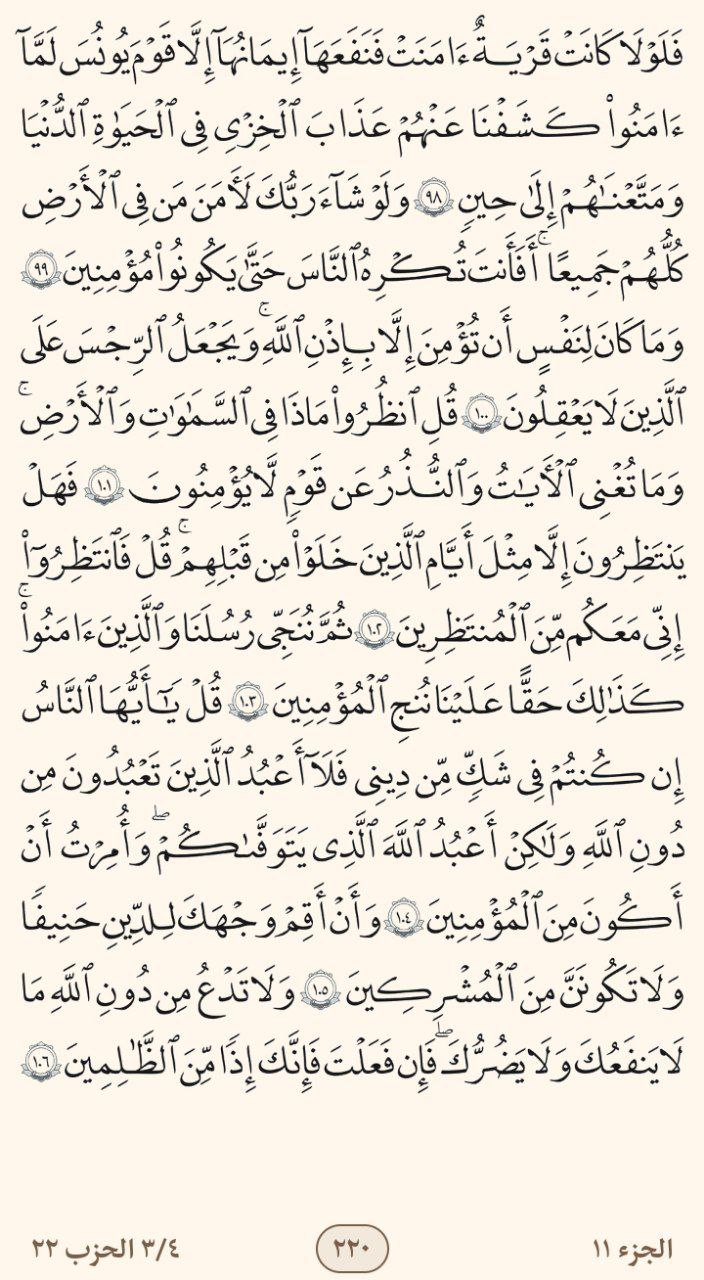 فَلَوْلَا كَانَتْ قَرْيَةٌ ءَامَنَتْ فَنَفَعَهَآ إِيمَـٰنُهَآ إِلَّا قَوْمَ يُونُسَ لَمَّآ
ءَامَنُوا۟ كَشَفْنَا عَنْهُمْ عَذَابَ ٱلْخِزْىِ فِى ٱلْحَيَوٰةِ ٱلدُّنْيَا
وَمَتَّعْنَـٰهُمْ إِلَىٰ حِينٍ ٩٨ وَلَوْ شَآءَ رَبُّكَ لَـَٔامَنَ مَن فِى ٱلْأَرْضِ
كُلُّهُمْ جَمِيعًا ۚ أَفَأَنتَ تُكْرِهُ ٱلنَّاسَ حَتَّىٰ يَكُونُوا۟ مُؤْمِنِينَ ٩٩
وَمَا كَانَ لِنَفْسٍ أَن تُؤْمِنَ إِلَّا بِإِذْنِ ٱللَّهِ ۚ وَيَجْعَلُ ٱلرِّجْسَ عَلَى
ٱلَّذِينَ لَا يَعْقِلُونَ ١٠٠ قُلِ ٱنظُرُوا۟ مَاذَا فِى ٱلسَّمَـٰوَٰتِ وَٱلْأَرْضِ ۚ
وَمَا تُغْنِى ٱلْـَٔايَـٰتُ وَٱلنُّذُرُ عَن قَوْمٍ لَّا يُؤْمِنُونَ ١٠١ فَهَلْ
يَنتَظِرُونَ إِلَّا مِثْلَ أَيَّامِ ٱلَّذِينَ خَلَوْا۟ مِن قَبْلِهِمْ ۚ قُلْ فَٱنتَظِرُوٓا۟
إِنِّى مَعَكُم مِّنَ ٱلْمُنتَظِرِينَ ١٠٢ ثُمَّ نُنَجِّى رُسُلَنَا وَٱلَّذِينَ ءَامَنُوا۟ ۚ
كَذَٰلِكَ حَقًّا عَلَيْنَا نُنجِ ٱلْمُؤْمِنِينَ ١٠٣ قُلْ يَـٰٓأَيُّهَا ٱلنَّاسُ
إِن كُنتُمْ فِى شَكٍّ مِّن دِينِى فَلَآ أَعْبُدُ ٱلَّذِينَ تَعْبُدُونَ مِن
دُونِ ٱللَّهِ وَلَـٰكِنْ أَعْبُدُ ٱللَّهَ ٱلَّذِى يَتَوَفَّىٰكُمْ ۖ وَأُمِرْتُ أَنْ
أَكُونَ مِنَ ٱلْمُؤْمِنِينَ ١٠٤ وَأَنْ أَقِمْ وَجْهَكَ لِلدِّينِ حَنِيفًا
وَلَا تَكُونَنَّ مِنَ ٱلْمُشْرِكِينَ ١٠٥ وَلَا تَدْعُ مِن دُونِ ٱللَّهِ مَا
لَا يَنفَعُكَ وَلَا يَضُرُّكَ ۖ فَإِن فَعَلْتَ فَإِنَّكَ إِذًا مِّنَ ٱلظَّـٰلِمِينَ ١٠٦
الجزء ١١ ٢٢٠ ٣/٤ الحزب ٢٢